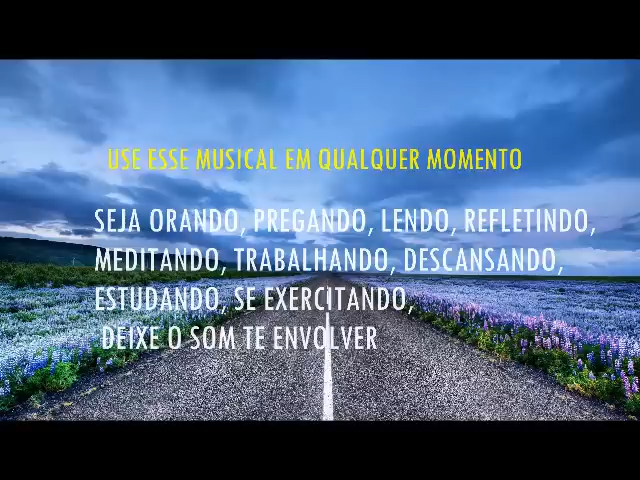 USE ESSE MUSICAL EM QUALQUER MOMENTO
SEJA ORANDO, PREGANDO, LENDO, REFLETINDO,
MEDITANDO, TRABALHANDO, DESCANSANDO,
ESTUDANDO, SE EXERCITANDO,
DEIXE O SOM TE ENVOLVER